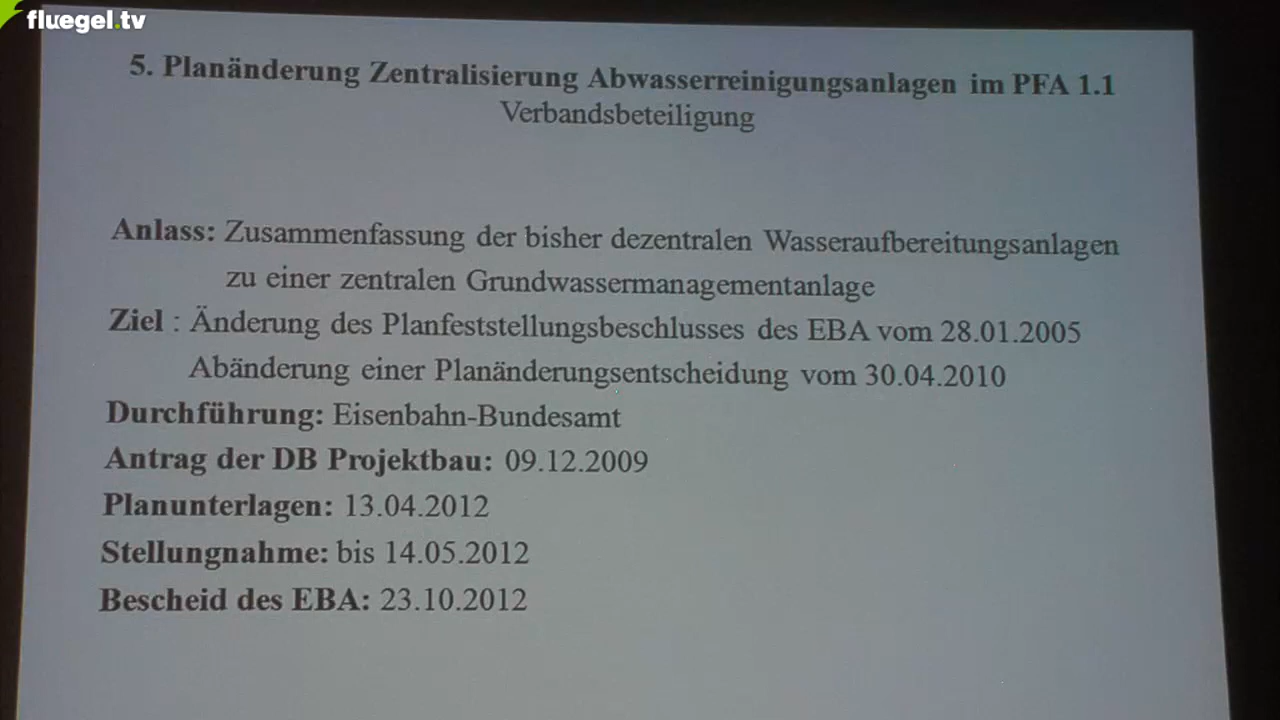 fluegel.tv
5. Planänderung Zentralisierung Abwasserreinigungsanlagen im PFA 1.1
Verbandsbeteiligung
Anlass: Zusammenfassung der bisher dezentralen Wasseraufbereitungsanlagen
zu einer zentralen Grundwassermanagementanlage
Ziel : Änderung des Planfeststellungsbeschlusses des EBA vom 28.01.2005
Abänderung einer Planänderungsentscheidung vom 30.04.2010
Durchführung: Eisenbahn-Bundesamt
Antrag der DB Projektbau: 09.12.2009
Planunterlagen: 13.04.2012
Stellungnahme: bis 14.05.2012
Bescheid des EBA: 23.10.2012